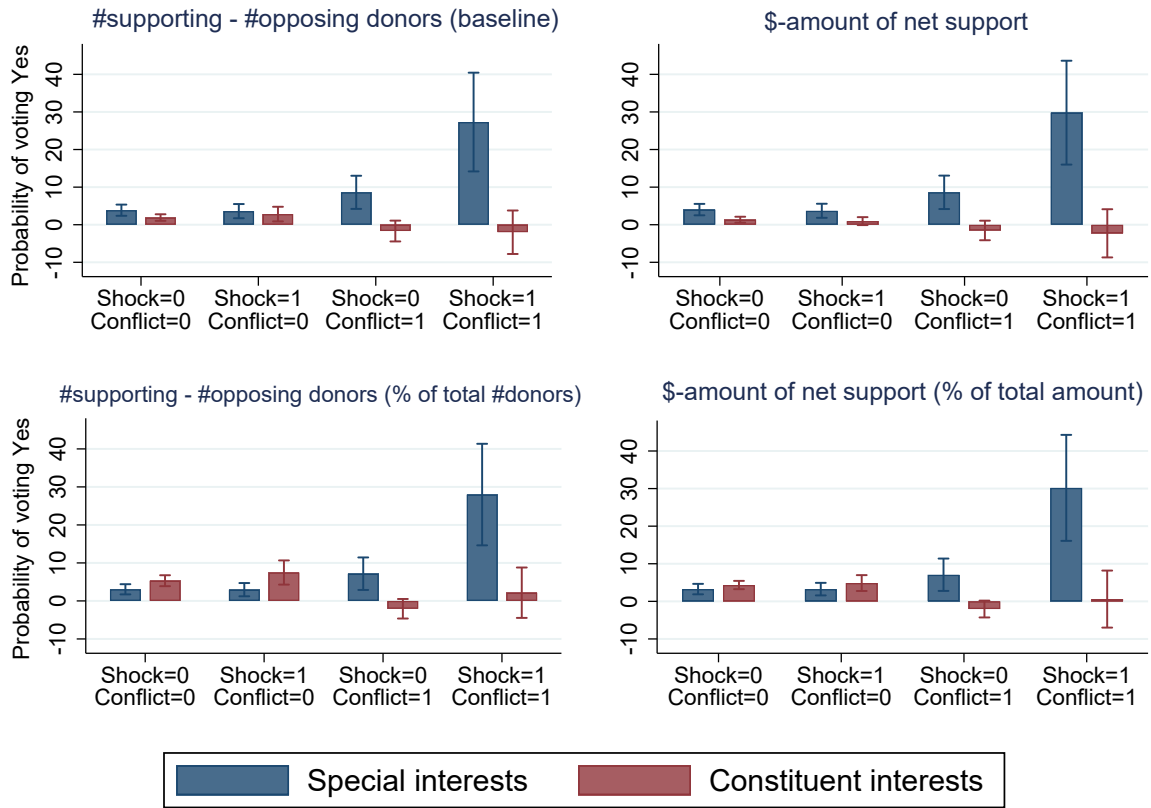 #supporting - #opposing donors (baseline)
Probability of voting Yes
40
30
20
10
0
-10
Shock=0 Shock=1 Shock=0 Shock=1
Conflict=0 Conflict=0 Conflict=1 Conflict=1
$-amount of net support
40
30
20
10
0
-10
Shock=0 Shock=1 Shock=0 Shock=1
Conflict=0 Conflict=0 Conflict=1 Conflict=1
#supporting - #opposing donors (% of total #donors)
Probability of voting Yes
40
30
20
10
0
-10
Shock=0 Shock=1 Shock=0 Shock=1
Conflict=0 Conflict=0 Conflict=1 Conflict=1
$-amount of net support (% of total amount)
40
30
20
10
0
-10
Shock=0 Shock=1 Shock=0 Shock=1
Conflict=0 Conflict=0 Conflict=1 Conflict=1
Special interests Constituent interests